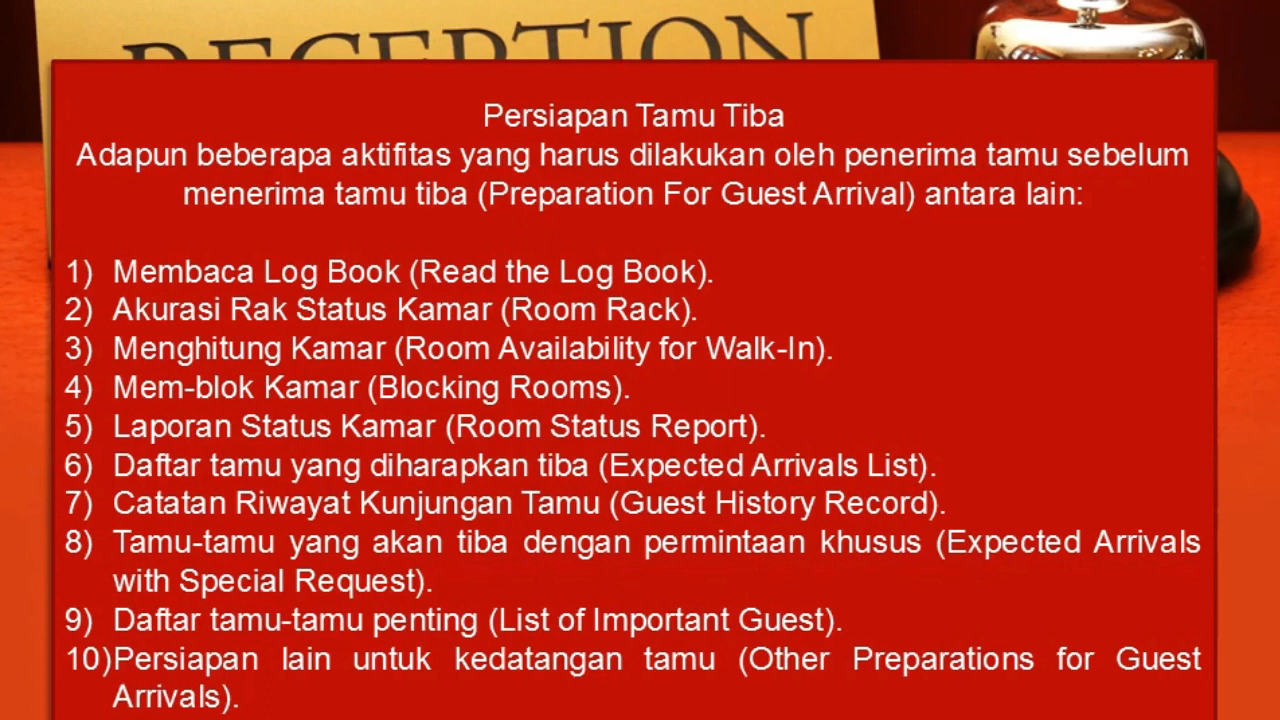 RECEPTION
Persiapan Tamu Tiba
Adapun beberapa aktifitas yang harus dilakukan oleh penerima tamu sebelum
menerima tamu tiba (Preparation For Guest Arrival) antara lain:
1) Membaca Log Book (Read the Log Book).
2) Akurasi Rak Status Kamar (Room Rack).
3) Menghitung Kamar (Room Availability for Walk-In).
4) Mem-blok Kamar (Blocking Rooms).
5) Laporan Status Kamar (Room Status Report).
6) Daftar tamu yang diharapkan tiba (Expected Arrivals List).
7) Catatan Riwayat Kunjungan Tamu (Guest History Record).
8) Tamu-tamu yang akan tiba dengan permintaan khusus (Expected Arrivals
with Special Request).
9) Daftar tamu-tamu penting (List of Important Guest).
10)Persiapan lain untuk kedatangan tamu (Other Preparations for Guest
Arrivals).